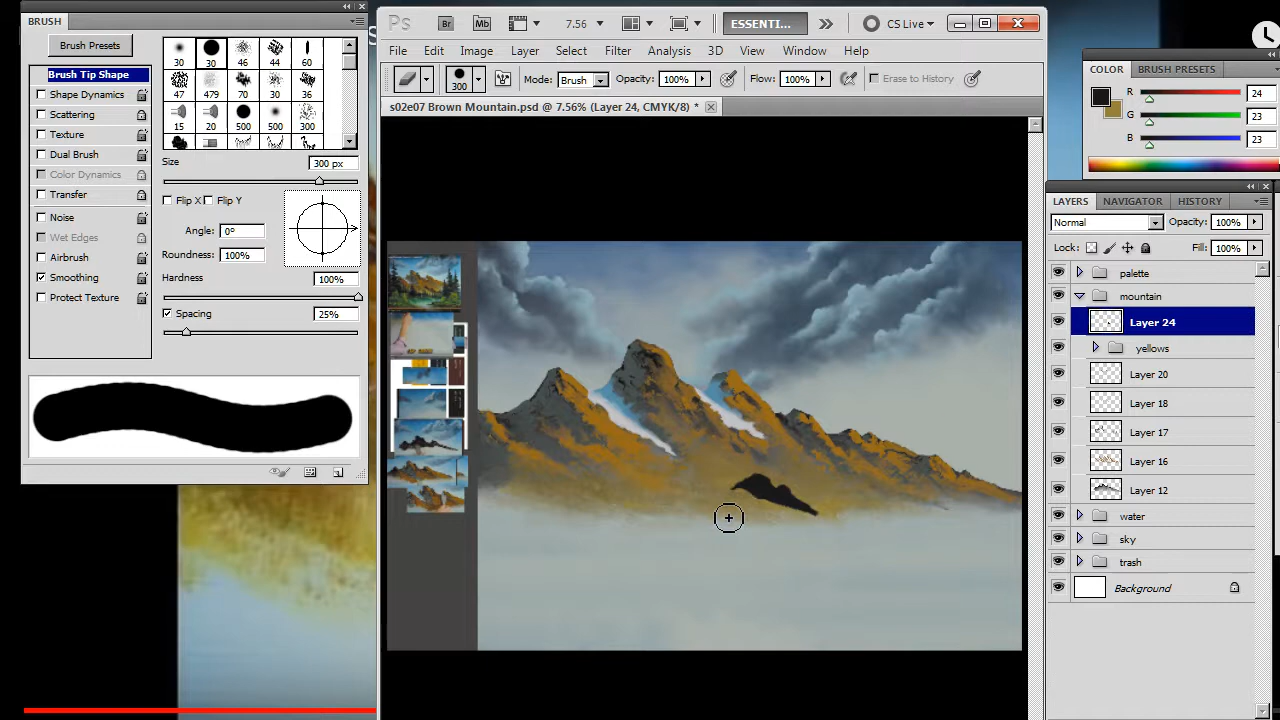 BRUSH
Brush Presets
Brush Tip Shape
Shape Dynamics
Scattering
Texture
Dual Brush
Color Dynamics
Transfer
Noise
Wet Edges
Airbrush
Smoothing
Protect Texture
30 30 46 44 60
47 479 70 30 36
15 20 500 500 300
Size 300 px
Flip X Flip Y
Angle: 0º
Roundness: 100%
Hardness 100%
Spacing 25%
Ps Br Mb 7.56 ESSENTI... CS Live
File Edit Image Layer Select Filter Analysis 3D View Window Help
300 Mode: Brush Opacity: 100% Flow: 100% Erase to History
s02e07 Brown Mountain.psd @ 7.56% (Layer 24, CMYK/8) *
COLOR BRUSH PRESETS
R 24
G 23
B 23
LAYERS NAVIGATOR HISTORY
Normal Opacity: 100%
Lock: Fill: 100%
palette
mountain
Layer 24
yellows
Layer 20
Layer 18
Layer 17
Layer 16
Layer 12
water
sky
trash
Background